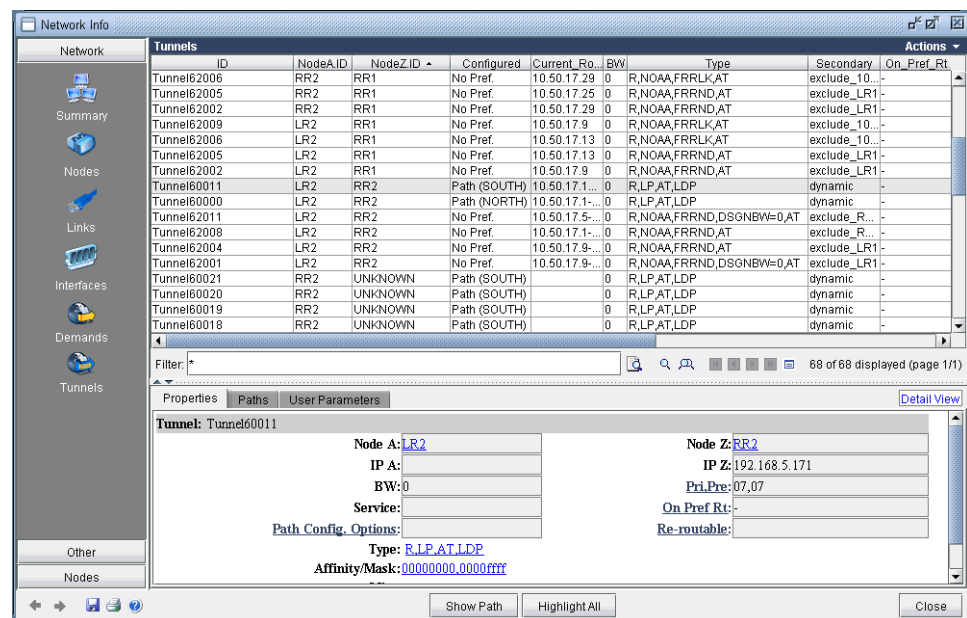 Network Info
Network
Summary
Nodes
Links
Interfaces
Demands
Tunnels
Other
Nodes
Tunnels Actions
ID NodeA.ID NodeZ.ID Configured Current_Ro... BW Type Secondary On_Pref_Rt
Tunnel62006 RR2 RR1 No Pref. 10.50.17.29 0 R,NOAA,FRRLK,AT exclude_10... -
Tunnel62005 RR2 RR1 No Pref. 10.50.17.25 0 R,NOAA,FRRND,AT exclude_LR1 -
Tunnel62002 RR2 RR1 No Pref. 10.50.17.29 0 R,NOAA,FRRND,AT exclude_LR1 -
Tunnel62009 LR2 RR1 No Pref. 10.50.17.9 0 R,NOAA,FRRLK,AT exclude_10... -
Tunnel62006 LR2 RR1 No Pref. 10.50.17.13 0 R,NOAA,FRRLK,AT exclude_10... -
Tunnel62005 LR2 RR1 No Pref. 10.50.17.13 0 R,NOAA,FRRND,AT exclude_LR1 -
Tunnel62002 LR2 RR1 No Pref. 10.50.17.9 0 R,NOAA,FRRND,AT exclude_LR1 -
Tunnel60011 LR2 RR2 Path (SOUTH) 10.50.17.1... 0 R,LP,AT,LDP dynamic -
Tunnel60000 LR2 RR2 Path (NORTH) 10.50.17.1-... 0 R,LP,AT,LDP dynamic -
Tunnel62011 LR2 RR2 No Pref. 10.50.17.5-... 0 R,NOAA,FRRND,DSGNBW=0,AT exclude_R... -
Tunnel62008 LR2 RR2 No Pref. 10.50.17.1-... 0 R,NOAA,FRRND,AT exclude_R... -
Tunnel62004 LR2 RR2 No Pref. 10.50.17.9-... 0 R,NOAA,FRRND,AT exclude_LR1 -
Tunnel62001 LR2 RR2 No Pref. 10.50.17.9-... 0 R,NOAA,FRRND,DSGNBW=0,AT exclude_LR1 -
Tunnel60021 RR2 UNKNOWN Path (SOUTH) 0 R,LP,AT,LDP dynamic -
Tunnel60020 RR2 UNKNOWN Path (SOUTH) 0 R,LP,AT,LDP dynamic -
Tunnel60019 RR2 UNKNOWN Path (SOUTH) 0 R,LP,AT,LDP dynamic -
Tunnel60018 RR2 UNKNOWN Path (SOUTH) 0 R,LP,AT,LDP dynamic -
Filter: * 68 of 68 displayed (page 1/1)
Properties Paths User Parameters Detail View
Tunnel: Tunnel60011
Node A: LR2 Node Z: RR2
IP A: IP Z: 192.168.5.171
BW: 0 Pri,Pre: 07,07
Service: On Pref Rt: -
Path Config. Options: Re-routable:
Type: R,LP,AT,LDP
Affinity/Mask: 00000000,0000ffff
Show Path Highlight All Close